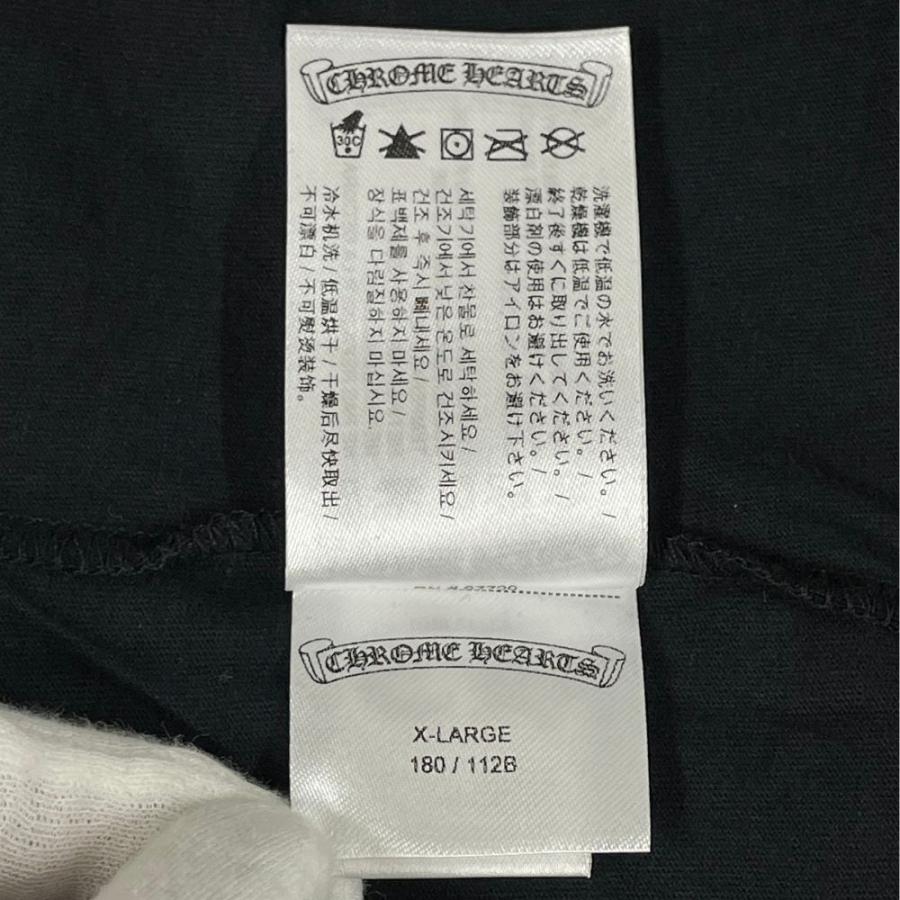 CHROME HEARTS
30C
洗濯機で低温の水でお洗いください。/
乾燥機は低温でご使用ください。/
終了後すぐに取り出してください。/
漂白剤の使用はお避けください。/
装飾部分はアイロンをお避け下さい。
세탁기에서 찬물로 세탁하세요/
건조기에서 낮은 온도로 건조시키세요/
건조 후 즉시 빼내세요/
표백제를 사용하지 마세요/
장식을 다림질하지 마십시요.
冷水机洗/低温烘干/干燥后尽快取出/
不可漂白/不可熨烫装饰。
CHROME HEARTS
X-LARGE
180 / 112B